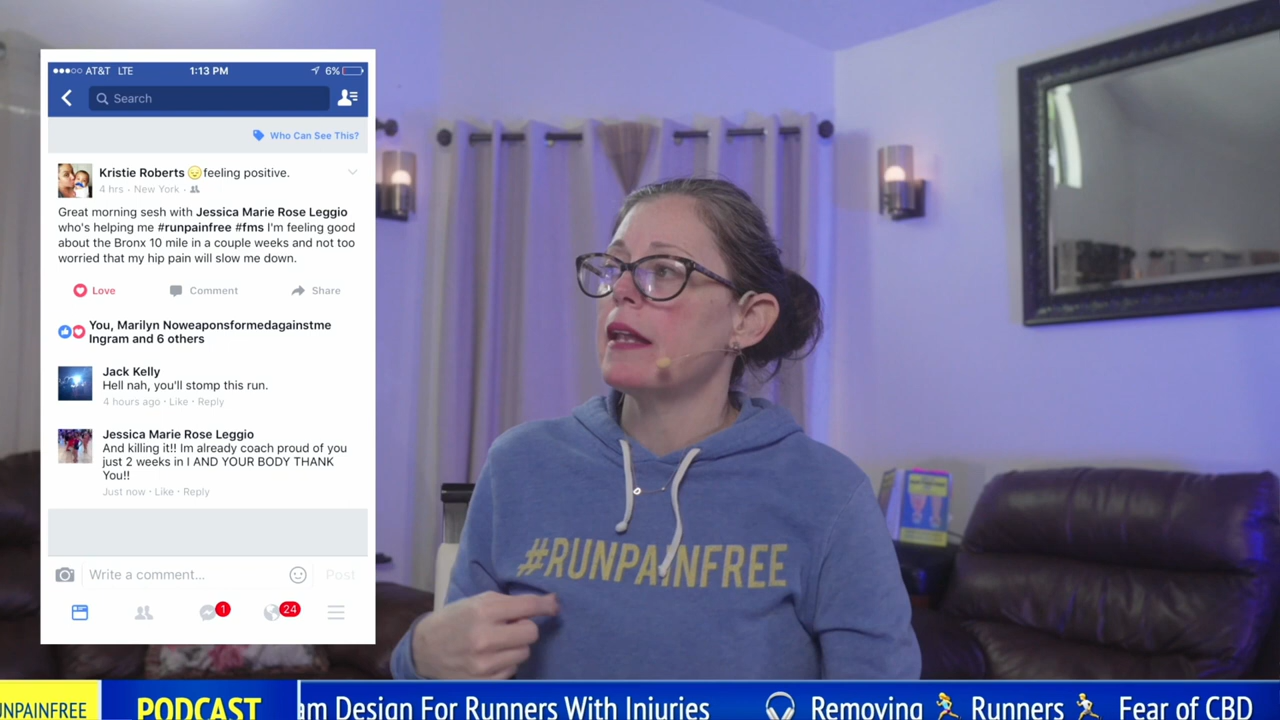 AT&T LTE 1:13 PM 6%
Search
Who Can See This?
Kristie Roberts 😌 feeling positive.
4 hrs · New York ·
Great morning sesh with Jessica Marie Rose Leggio
who's helping me #runpainfree #fms I'm feeling good
about the Bronx 10 mile in a couple weeks and not too
worried that my hip pain will slow me down.
Love Comment Share
You, Marilyn Noweaponsformedagainstme
Ingram and 6 others
Jack Kelly
Hell nah, you'll stomp this run.
4 hours ago · Like · Reply
Jessica Marie Rose Leggio
And killing it!! Im already coach proud of you
just 2 weeks in I AND YOUR BODY THANK
You!!
Just now · Like · Reply
Write a comment... Post
1 24
#RUNPAINFREE
UNPAINFREE PODCAST am Design For Runners With Injuries 🎧 Removing 🏃 Runners 🏃 Fear of CBD